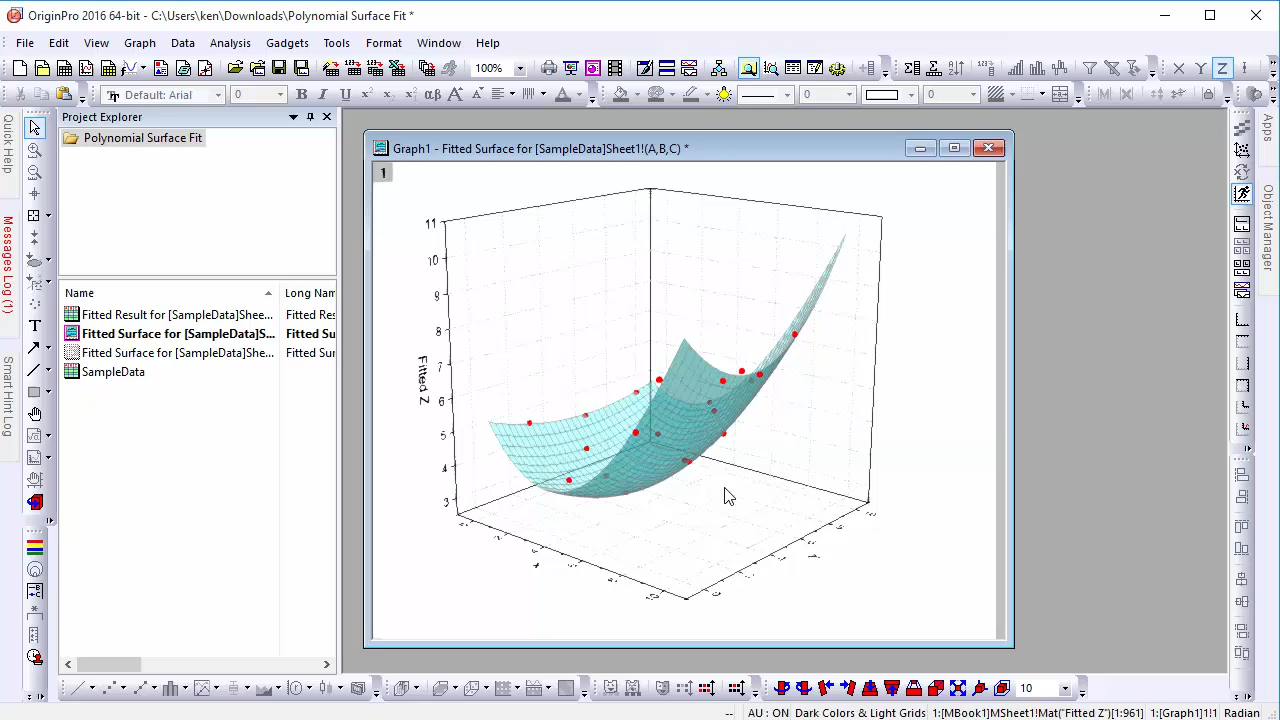 OriginPro 2016 64-bit - C:\Users\ken\Downloads\Polynomial Surface Fit *
File Edit View Graph Data Analysis Gadgets Tools Format Window Help
100%
Default: Arial 0 B I U αβ A A 0 0
Quick Help
Messages Log (1)
Smart Hint Log
Project Explorer
Polynomial Surface Fit
Name Long Nam
Fitted Result for [SampleData]Shee... Fitted Res
Fitted Surface for [SampleData]S... Fitted Su
Fitted Surface for [SampleData]She... Fitted Sur
SampleData
Graph1 - Fitted Surface for [SampleData]Sheet1!(A,B,C) *
1
11
10
9
8
7
6
5
4
3
Fitted Z
Apps
Object Manager
10
-- AU : ON Dark Colors & Light Grids 1:[MBook1]MSheet1!Mat("Fitted Z")[1:961] 1:[Graph1]1!1 Radian